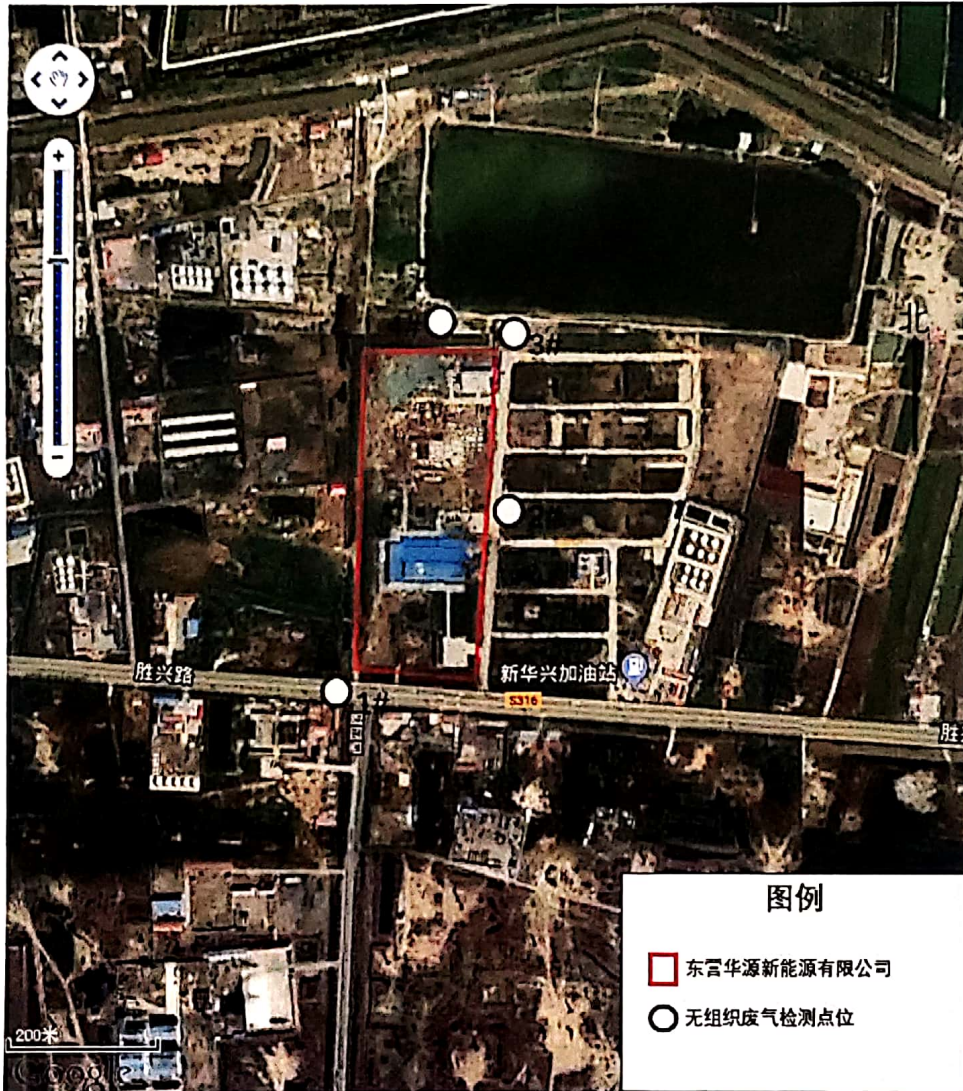 +
北
3#
−
胜兴路
新华兴加油站
S316
1#
胜
图例
东营华源新能源有限公司
无组织废气检测点位
200米
Google